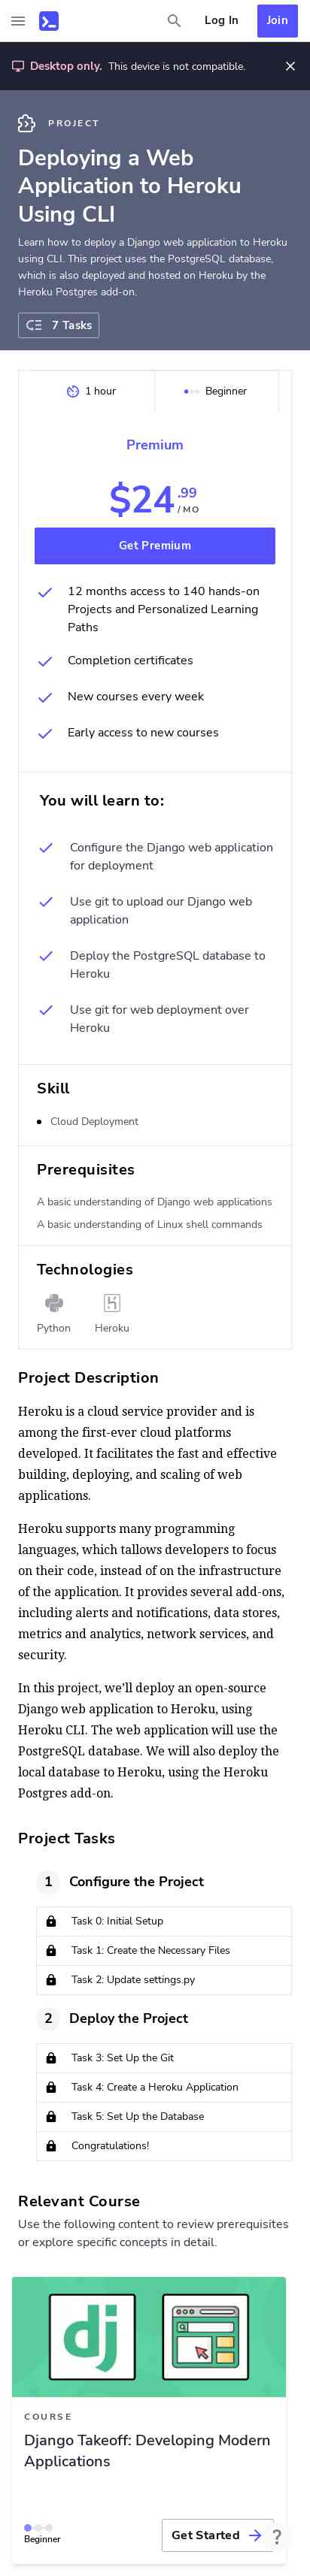 Log In
Join
Desktop only. This device is not compatible.
PROJECT
Deploying a Web
Application to Heroku
Using CLI
Learn how to deploy a Django web application to Heroku
using CLI. This project uses the PostgreSQL database,
which is also deployed and hosted on Heroku by the
Heroku Postgres add-on.
7 Tasks
1 hour
Beginner
Premium
$24.99
/MO
Get Premium
12 months access to 140 hands-on
Projects and Personalized Learning
Paths
Completion certificates
New courses every week
Early access to new courses
You will learn to:
Configure the Django web application
for deployment
Use git to upload our Django web
application
Deploy the PostgreSQL database to
Heroku
Use git for web deployment over
Heroku
Skill
Cloud Deployment
Prerequisites
A basic understanding of Django web applications
A basic understanding of Linux shell commands
Technologies
Python
Heroku
Project Description
Heroku is a cloud service provider and is
among the first-ever cloud platforms
developed. It facilitates the fast and effective
building, deploying, and scaling of web
applications.
Heroku supports many programming
languages, which tallows developers to focus
on their code, instead of on the infrastructure
of the application. It provides several add-ons,
including alerts and notifications, data stores,
metrics and analytics, network services, and
security.
In this project, we’ll deploy an open-source
Django web application to Heroku, using
Heroku CLI. The web application will use the
PostgreSQL database. We will also deploy the
local database to Heroku, using the Heroku
Postgres add-on.
Project Tasks
1 Configure the Project
Task 0: Initial Setup
Task 1: Create the Necessary Files
Task 2: Update settings.py
2 Deploy the Project
Task 3: Set Up the Git
Task 4: Create a Heroku Application
Task 5: Set Up the Database
Congratulations!
Relevant Course
Use the following content to review prerequisites
or explore specific concepts in detail.
dj
COURSE
Django Takeoff: Developing Modern
Applications
Beginner
Get Started
?